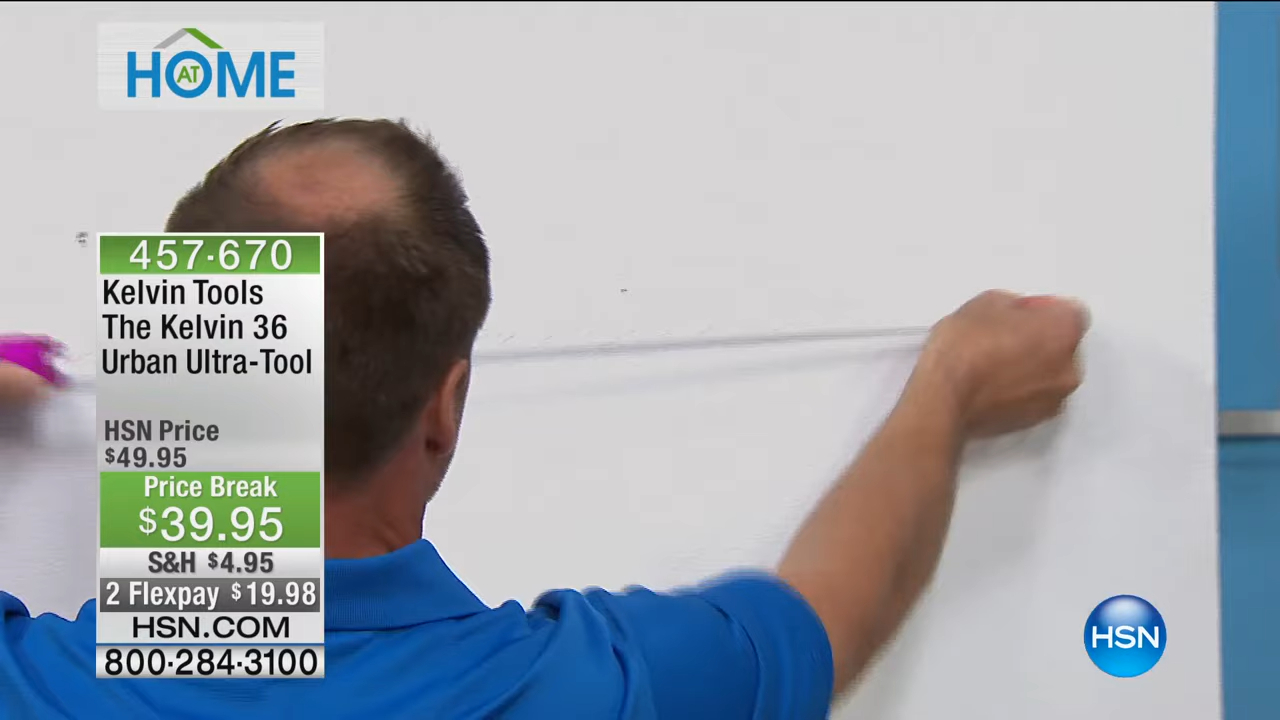 AT
HOME
457·670
Kelvin Tools
The Kelvin 36
Urban Ultra-Tool
HSN Price
$49.95
Price Break
$39.95
S&H $4.95
2 Flexpay $19.98
HSN.COM
800·284·3100
HSN